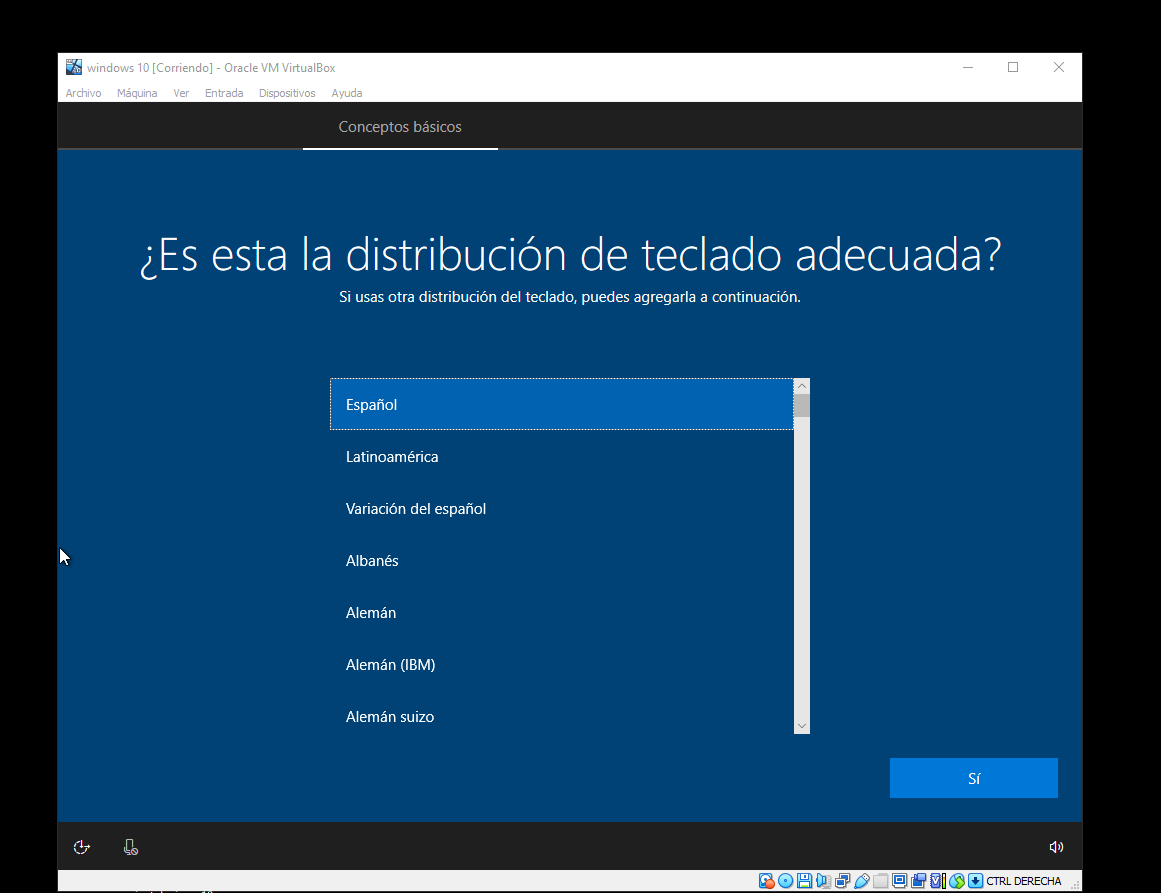 windows 10 [Corriendo] - Oracle VM VirtualBox
Archivo Máquina Ver Entrada Dispositivos Ayuda
Conceptos básicos
¿Es esta la distribución de teclado adecuada?
Si usas otra distribución del teclado, puedes agregarla a continuación.
Español
Latinoamérica
Variación del español
Albanés
Alemán
Alemán (IBM)
Alemán suizo
Sí
CTRL DERECHA